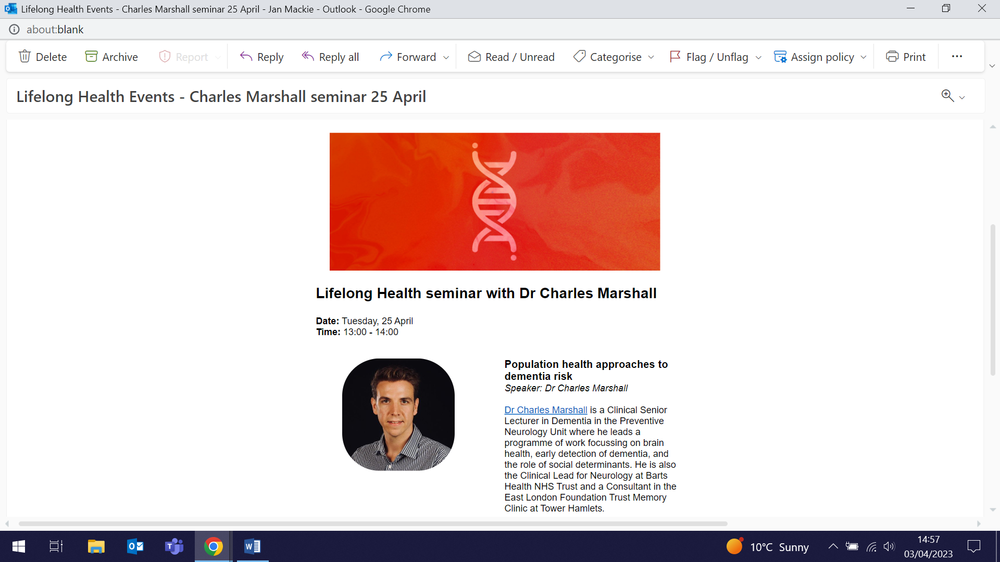 Lifelong Health Events - Charles Marshall seminar 25 April - Jan Mackie - Outlook - Google Chrome
about:blank
Delete Archive Report Reply Reply all Forward Read / Unread Categorise Flag / Unflag Assign policy Print ...
Lifelong Health Events - Charles Marshall seminar 25 April
Lifelong Health seminar with Dr Charles Marshall
Date: Tuesday, 25 April
Time: 13:00 - 14:00
Population health approaches to
dementia risk
Speaker: Dr Charles Marshall
Dr Charles Marshall is a Clinical Senior
Lecturer in Dementia in the Preventive
Neurology Unit where he leads a
programme of work focussing on brain
health, early detection of dementia, and
the role of social determinants. He is also
the Clinical Lead for Neurology at Barts
Health NHS Trust and a Consultant in the
East London Foundation Trust Memory
Clinic at Tower Hamlets.
10°C Sunny
14:57
03/04/2023